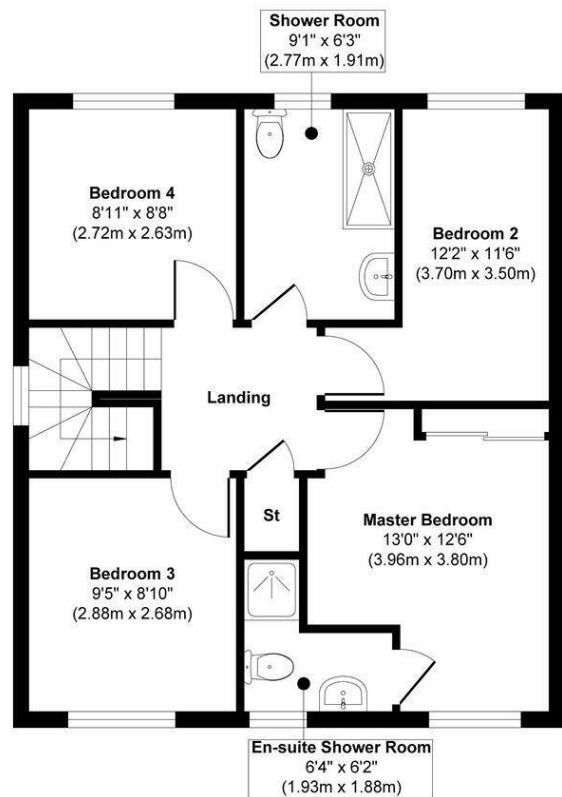 Shower Room
9'1" x 6'3"
(2.77m x 1.91m)
Bedroom 4
8'11" x 8'8"
(2.72m x 2.63m)
Bedroom 2
12'2" x 11'6"
(3.70m x 3.50m)
Landing
St
Master Bedroom
13'0" x 12'6"
(3.96m x 3.80m)
Bedroom 3
9'5" x 8'10"
(2.88m x 2.68m)
En-suite Shower Room
6'4" x 6'2"
(1.93m x 1.88m)